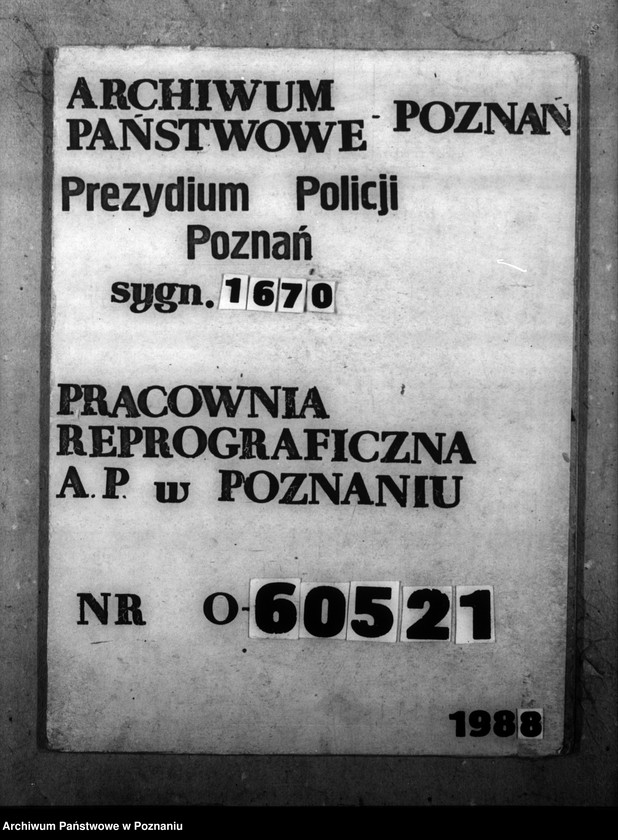 ARCHIWUM
PAŃSTWOWE - POZNAŃ
Prezydium Policji
Poznań
sygn. 1670
PRACOWNIA
REPROGRAFICZNA
A.P. w POZNANIU
NR O-60521
1988
Archiwum Państwowe w Poznaniu